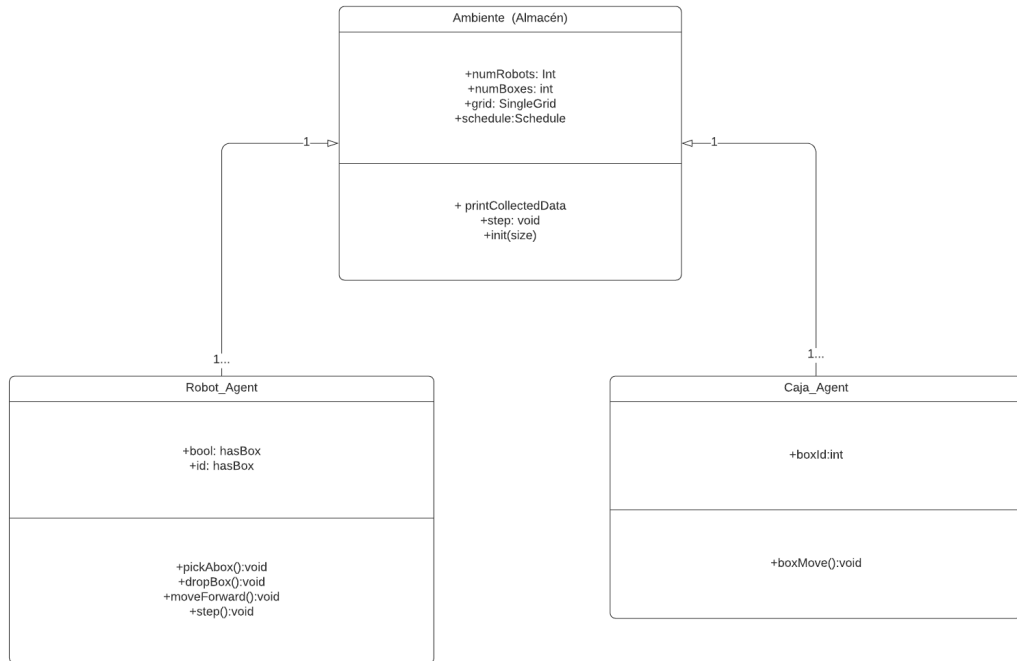 Ambiente (Almacén)
+numRobots: Int
+numBoxes: int
+grid: SingleGrid
+schedule:Schedule
1
1
+ printCollectedData
+step: void
+init(size)
1...
1...
Robot_Agent
+bool: hasBox
+id: hasBox
+pickAbox():void
+dropBox():void
+moveForward():void
+step():void
Caja_Agent
+boxId:int
+boxMove():void